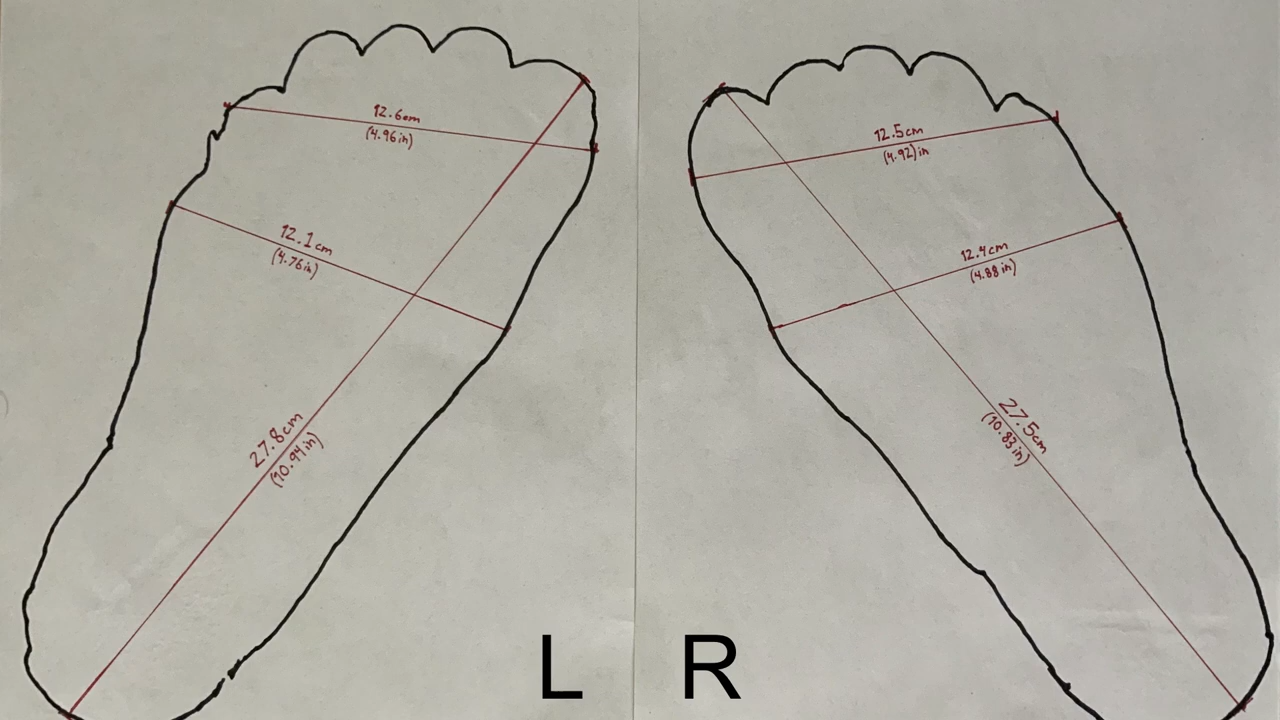 12.6cm
(4.96in)
12.1cm
(4.76in)
27.8cm
(10.94in)
12.5cm
(4.92)in
12.4cm
(4.88in)
27.5cm
(10.83in)
L R